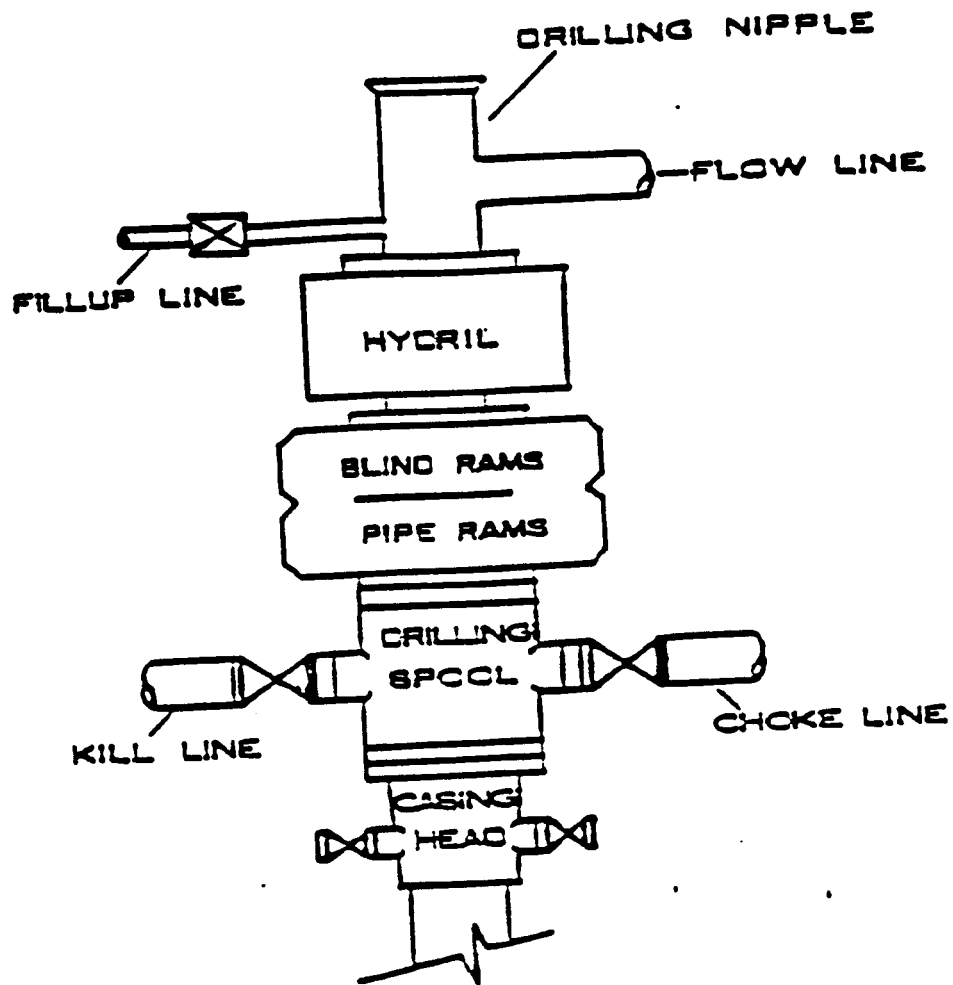 DRILLING NIPPLE
FLOW LINE
FILLUP LINE
HYDRIL
BLIND RAMS
PIPE RAMS
DRILLING
SPOOL
KILL LINE
CHOKE LINE
CASING
HEAD